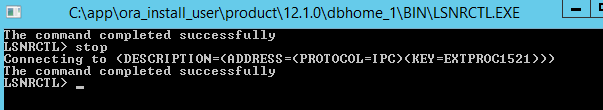 C:\app\ora_install_user\product\12.1.0\dbhome_1\BIN\LSNRCTL.EXE
The command completed successfully
LSNRCTL> stop
Connecting to (DESCRIPTION=(ADDRESS=(PROTOCOL=IPC)(KEY=EXTPROC1521)))
The command completed successfully
LSNRCTL> _